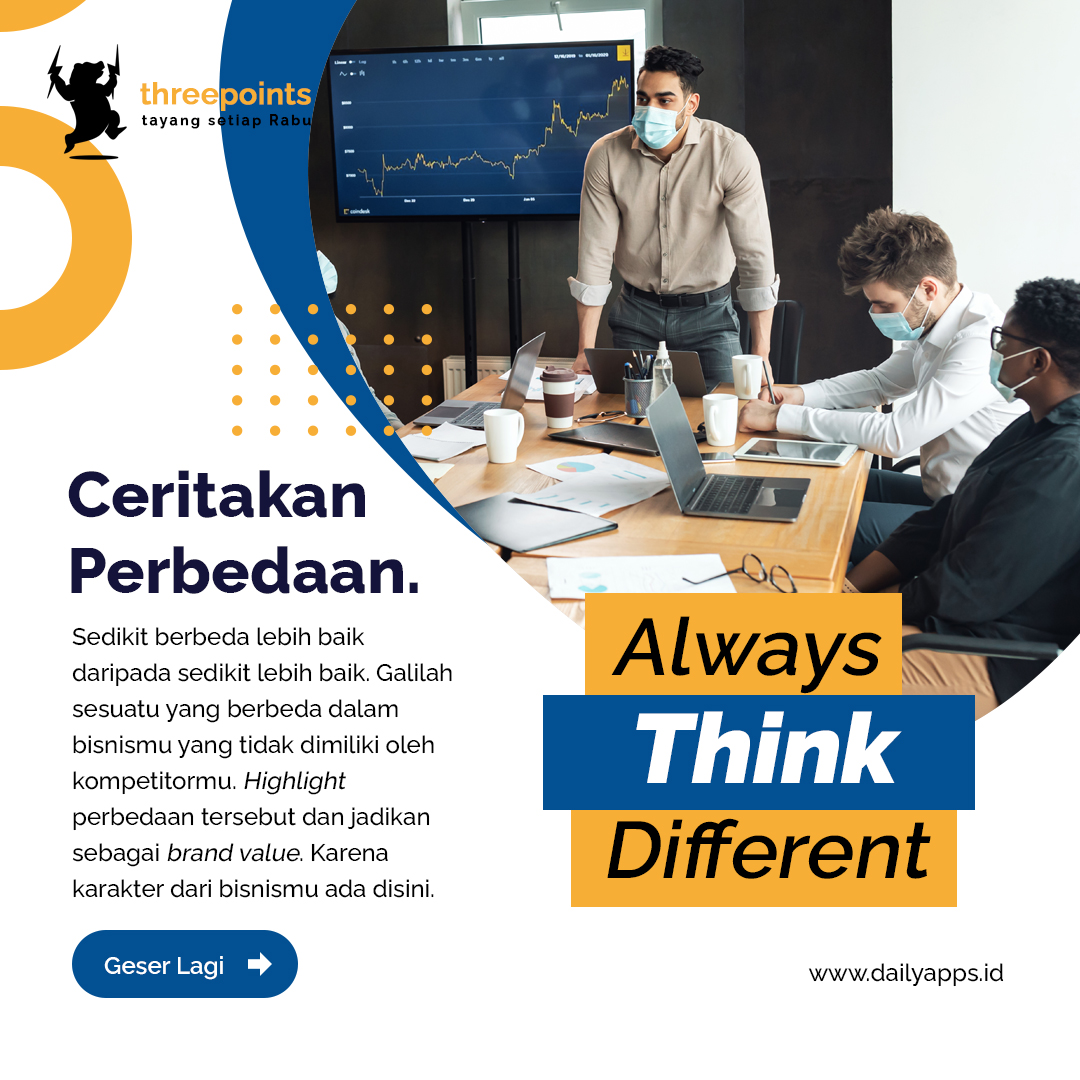 threepoints
tayang setiap Rabu
Linear
coindesk
Ceritakan
Perbedaan.
Sedikit berbeda lebih baik
daripada sedikit lebih baik. Galilah
sesuatu yang berbeda dalam
bisnismu yang tidak dimiliki oleh
kompetitormu. Highlight
perbedaan tersebut dan jadikan
sebagai brand value. Karena
karakter dari bisnismu ada disini.
Geser Lagi
Always
Think
Different
www.dailyapps.id